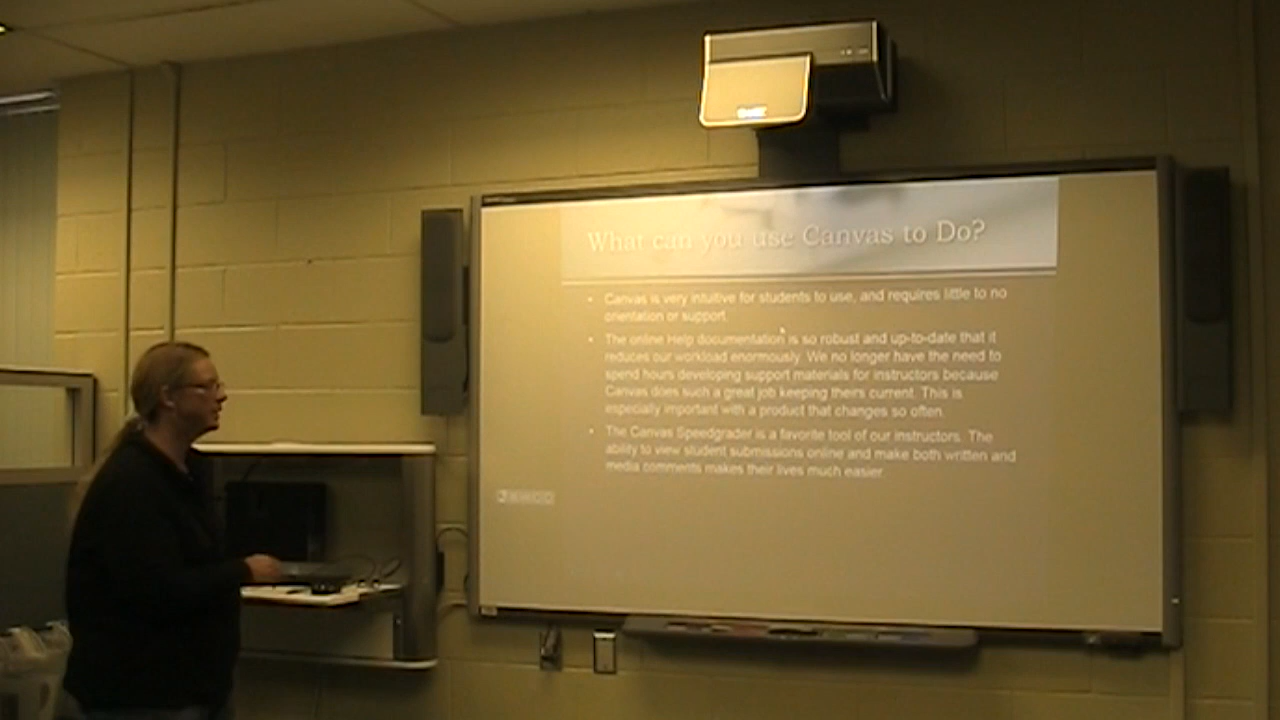 What can you use Canvas to Do?
• Canvas is very intuitive for students to use, and requires little to no
orientation or support.
• The online Help documentation is so robust and up-to-date that it
reduces our workload enormously. We no longer have the need to
spend hours developing support materials for instructors because
Canvas does such a great job keeping theirs current. This is
especially important with a product that changes so often.
• The Canvas Speedgrader is a favorite tool of our instructors. The
ability to view student submissions online and make both written and
media comments makes their lives much easier.